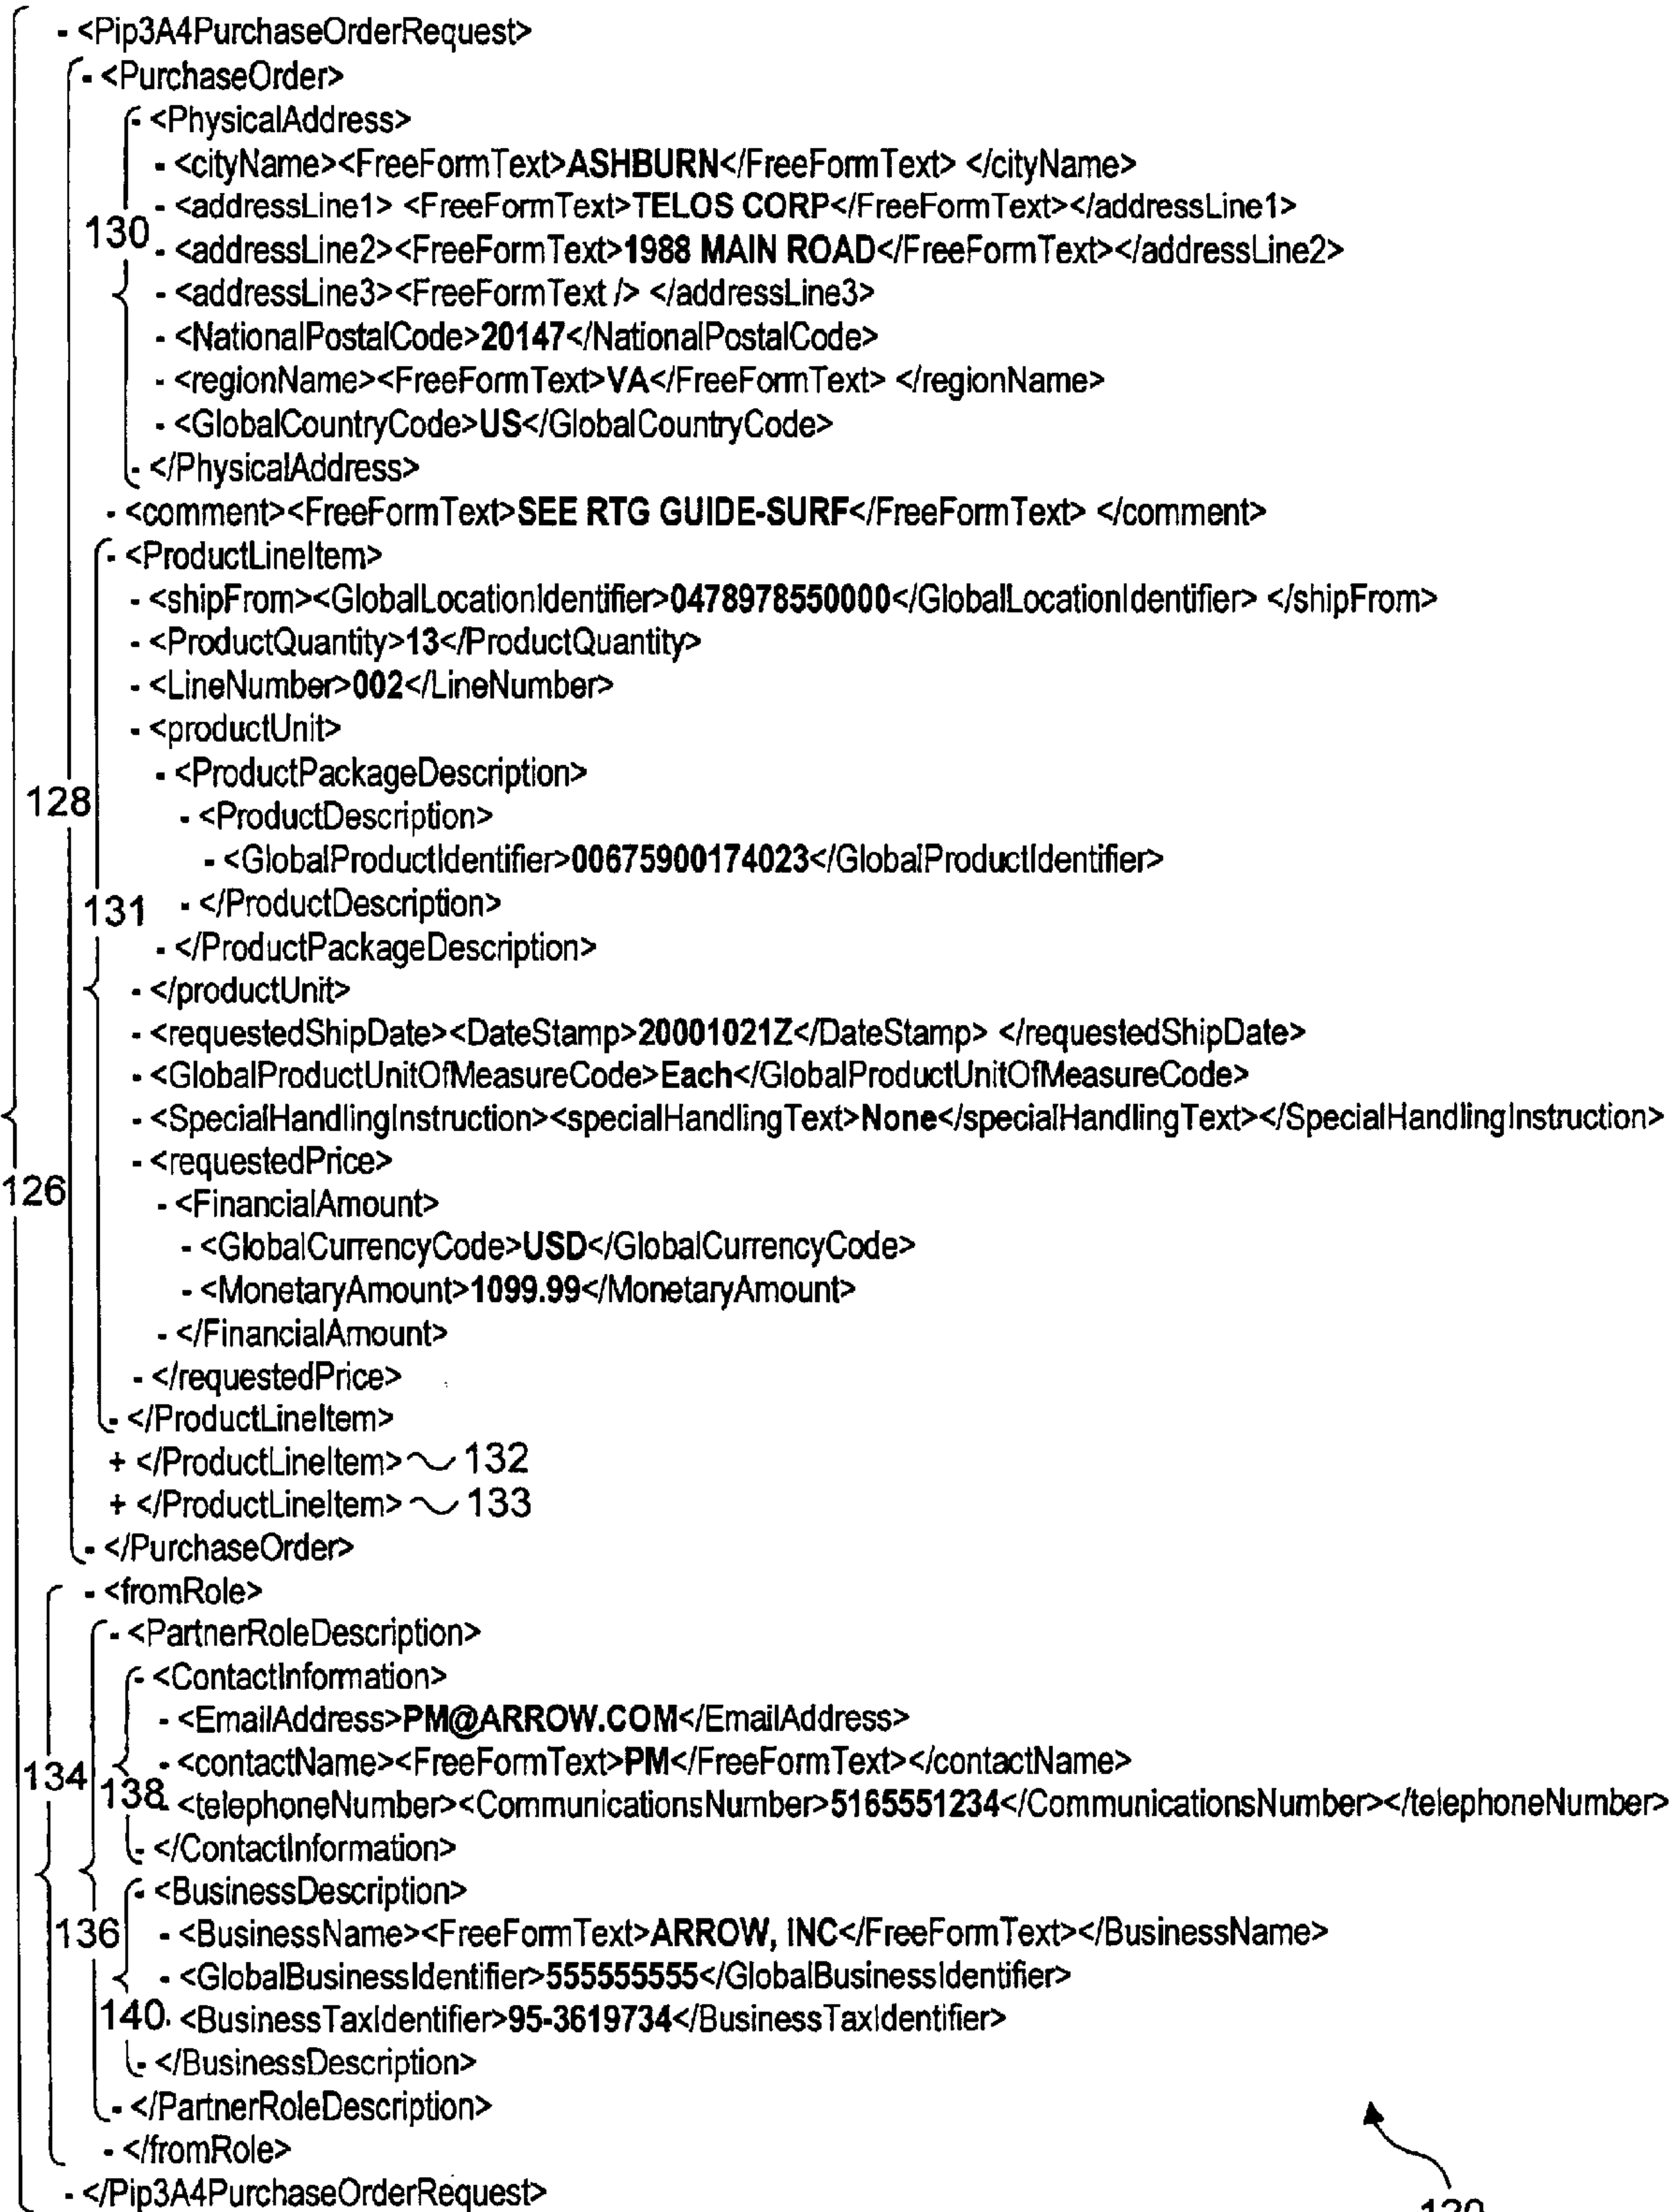 - <Pip3A4PurchaseOrderRequest>
- <PurchaseOrder>
- <PhysicalAddress>
- <cityName><FreeFormText>ASHBURN</FreeFormText> </cityName>
- <addressLine1> <FreeFormText>TELOS CORP</FreeFormText></addressLine1>
130 - <addressLine2><FreeFormText>1988 MAIN ROAD</FreeFormText></addressLine2>
- <addressLine3><FreeFormText /> </addressLine3>
- <NationalPostalCode>20147</NationalPostalCode>
- <regionName><FreeFormText>VA</FreeFormText> </regionName>
- <GlobalCountryCode>US</GlobalCountryCode>
- </PhysicalAddress>
- <comment><FreeFormText>SEE RTG GUIDE-SURF</FreeFormText> </comment>
- <ProductLineItem>
- <shipFrom><GlobalLocationIdentifier>0478978550000</GlobalLocationIdentifier> </shipFrom>
- <ProductQuantity>13</ProductQuantity>
- <LineNumber>002</LineNumber>
- <productUnit>
- <ProductPackageDescription>
128 - <ProductDescription>
- <GlobalProductIdentifier>00675900174023</GlobalProductIdentifier>
131 - </ProductDescription>
- </ProductPackageDescription>
- </productUnit>
- <requestedShipDate><DateStamp>20001021Z</DateStamp> </requestedShipDate>
- <GlobalProductUnitOfMeasureCode>Each</GlobalProductUnitOfMeasureCode>
- <SpecialHandlingInstruction><specialHandlingText>None</specialHandlingText></SpecialHandlingInstruction>
- <requestedPrice>
126 - <FinancialAmount>
- <GlobalCurrencyCode>USD</GlobalCurrencyCode>
- <MonetaryAmount>1099.99</MonetaryAmount>
- </FinancialAmount>
- </requestedPrice>
- </ProductLineItem>
+ </ProductLineItem> 132
+ </ProductLineItem> 133
- </PurchaseOrder>
- <fromRole>
- <PartnerRoleDescription>
- <ContactInformation>
- <EmailAddress>PM@ARROW.COM</EmailAddress>
134 - <contactName><FreeFormText>PM</FreeFormText></contactName>
138 - <telephoneNumber><CommunicationsNumber>5165551234</CommunicationsNumber></telephoneNumber>
- </ContactInformation>
- <BusinessDescription>
136 - <BusinessName><FreeFormText>ARROW, INC</FreeFormText></BusinessName>
- <GlobalBusinessIdentifier>555555555</GlobalBusinessIdentifier>
140 - <BusinessTaxIdentifier>95-3619734</BusinessTaxIdentifier>
- </BusinessDescription>
- </PartnerRoleDescription>
- </fromRole>
- </Pip3A4PurchaseOrderRequest>